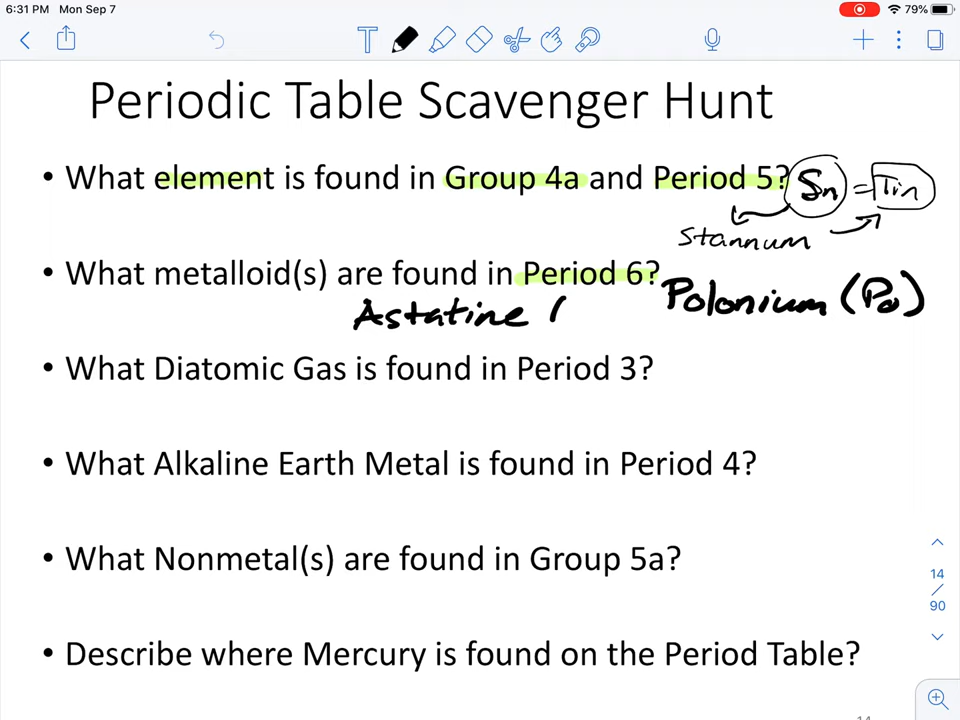 6:31 PM Mon Sep 7 79%
T
Periodic Table Scavenger Hunt
• What element is found in Group 4a and Period 5? Sn = Tin
Stannum
• What metalloid(s) are found in Period 6? Polonium (Po)
Astatine (
• What Diatomic Gas is found in Period 3?
• What Alkaline Earth Metal is found in Period 4?
• What Nonmetal(s) are found in Group 5a?
• Describe where Mercury is found on the Period Table?
14
/
90
14